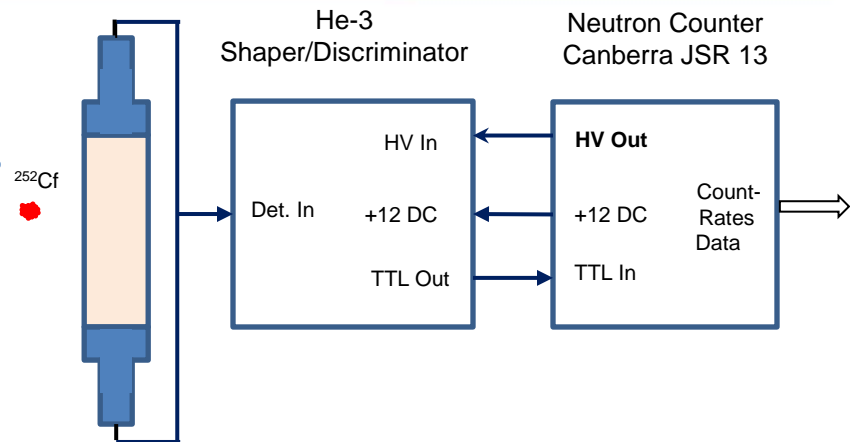 He-3
Shaper/Discriminator
Neutron Counter
Canberra JSR 13
²⁵²Cf
Det. In
HV In
+12 DC
TTL Out
HV Out
+12 DC
TTL In
Count-
Rates
Data